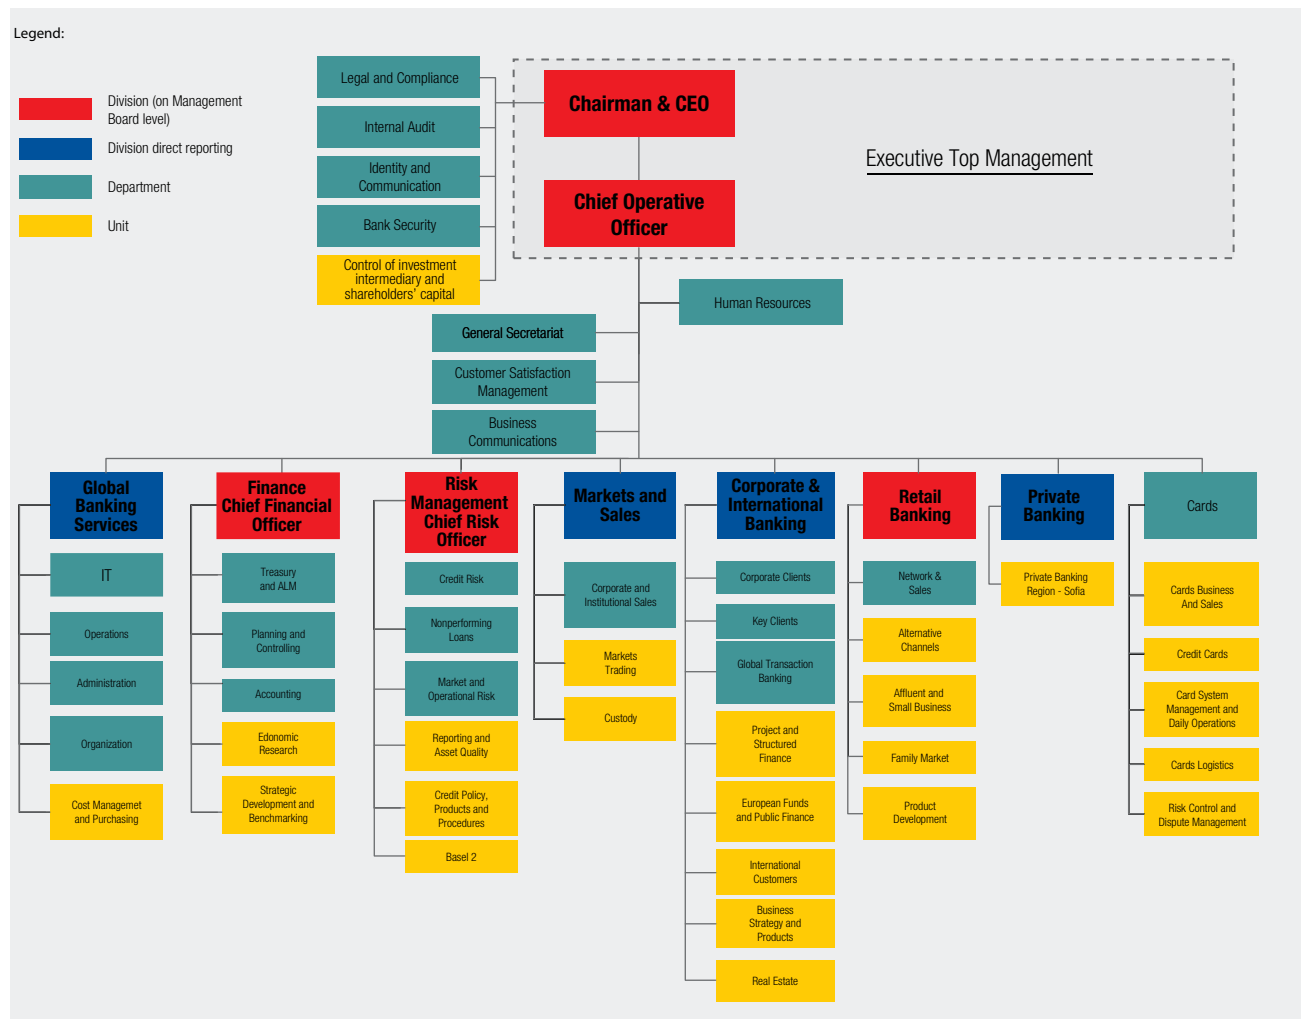 Legend:
Division (on Management
Board level)
Division direct reporting
Department
Unit
Legal and Compliance
Internal Audit
Identity and
Communication
Bank Security
Control of investment
intermediary and
shareholders’ capital
Chairman & CEO
Chief Operative
Officer
Executive Top Management
Human Resources
General Secretariat
Customer Satisfaction
Management
Business
Communications
Global
Banking
Services
IT
Operations
Administration
Organization
Cost Managemet
and Purchasing
Finance
Chief Financial
Officer
Treasury
and ALM
Planning and
Controlling
Accounting
Edonomic
Research
Strategic
Development and
Benchmarking
Risk
Management
Chief Risk
Officer
Credit Risk
Nonperforming
Loans
Market and
Operational Risk
Reporting and
Asset Quality
Credit Policy,
Products and
Procedures
Basel 2
Markets and
Sales
Corporate and
Institutional Sales
Markets
Trading
Custody
Corporate &
International
Banking
Corporate Clients
Key Clients
Global Transaction
Banking
Project and
Structured
Finance
European Funds
and Public Finance
International
Customers
Business
Strategy and
Products
Real Estate
Retail
Banking
Network &
Sales
Alternative
Channels
Affluent and
Small Business
Family Market
Product
Development
Private
Banking
Private Banking
Region - Sofia
Cards
Cards Business
And Sales
Credit Cards
Card System
Management and
Daily Operations
Cards Logistics
Risk Control and
Dispute Management